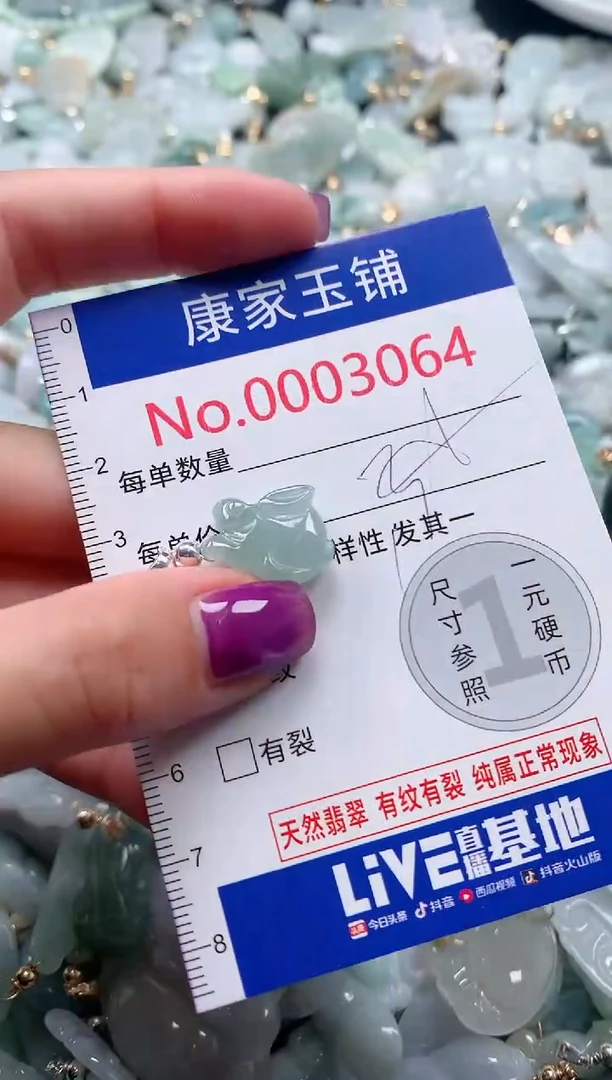 康家玉铺
No.0003064
每单数量
每单价
样性 发其一
尺寸参照
一元硬币
1
有裂
天然翡翠 有纹有裂 纯属正常现象
LiVE直播基地
今日头条 抖音 西瓜视频 抖音火山版
0
1
2
3
6
7
8